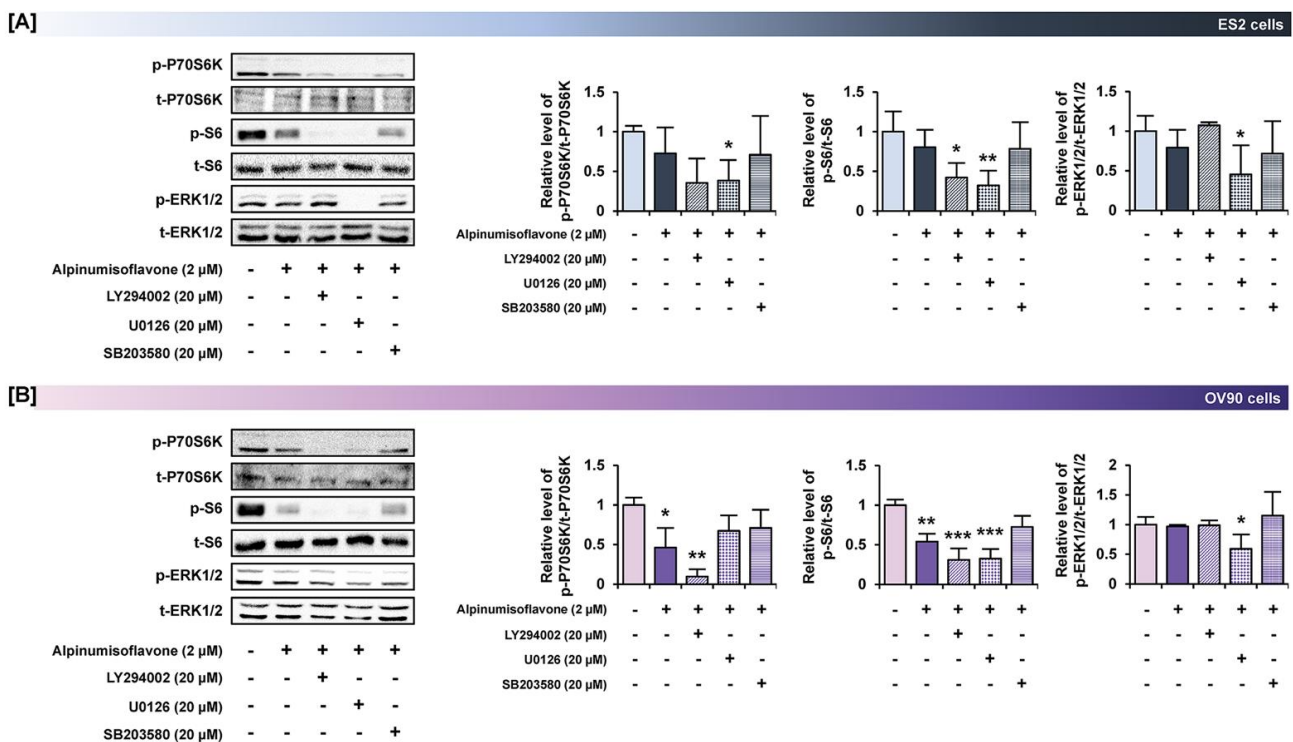 [A]
ES2 cells
p-P70S6K
t-P70S6K
p-S6
t-S6
p-ERK1/2
t-ERK1/2
Alpinumisoflavone (2 µM) - + + + +
LY294002 (20 µM) - - + - -
U0126 (20 µM) - - - + -
SB203580 (20 µM) - - - - +
Relative level of
p-P70S6K/t-P70S6K
1.5
1
0.5
0
*
Relative level of
p-S6/t-S6
1.5
1
0.5
0
* **
Relative level of
p-ERK1/2/t-ERK1/2
1.5
1
0.5
0
*
Alpinumisoflavone (2 µM) - + + + + - + + + + - + + + +
LY294002 (20 µM) - - + - - - - + - - - - + - -
U0126 (20 µM) - - - + - - - - + - - - - + -
SB203580 (20 µM) - - - - + - - - - + - - - - +
[B]
OV90 cells
p-P70S6K
t-P70S6K
p-S6
t-S6
p-ERK1/2
t-ERK1/2
Alpinumisoflavone (2 µM) - + + + +
LY294002 (20 µM) - - + - -
U0126 (20 µM) - - - + -
SB203580 (20 µM) - - - - +
Relative level of
p-P70S6K/t-P70S6K
1.5
1
0.5
0
* **
Relative level of
p-S6/t-S6
1.5
1
0.5
0
** *** ***
Relative level of
p-ERK1/2/t-ERK1/2
2
1.5
1
0.5
0
*
Alpinumisoflavone (2 µM) - + + + + - + + + + - + + + +
LY294002 (20 µM) - - + - - - - + - - - - + - -
U0126 (20 µM) - - - + - - - - + - - - - + -
SB203580 (20 µM) - - - - + - - - - + - - - - +